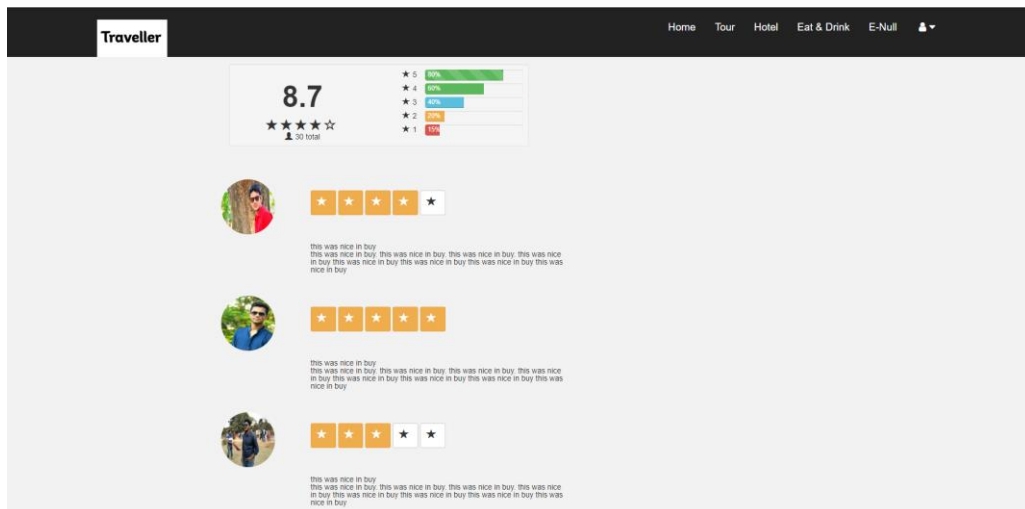 Traveller
Home Tour Hotel Eat & Drink E-Null
8.7
30 total
5 80%
4 60%
3 40%
2 20%
1 15%
this was nice in buy
this was nice in buy. this was nice in buy. this was nice in buy. this was nice
in buy this was nice in buy this was nice in buy this was nice in buy this was
nice in buy
this was nice in buy
this was nice in buy. this was nice in buy. this was nice in buy. this was nice
in buy this was nice in buy this was nice in buy this was nice in buy this was
nice in buy
this was nice in buy
this was nice in buy. this was nice in buy. this was nice in buy. this was nice
in buy this was nice in buy this was nice in buy this was nice in buy this was
nice in buy